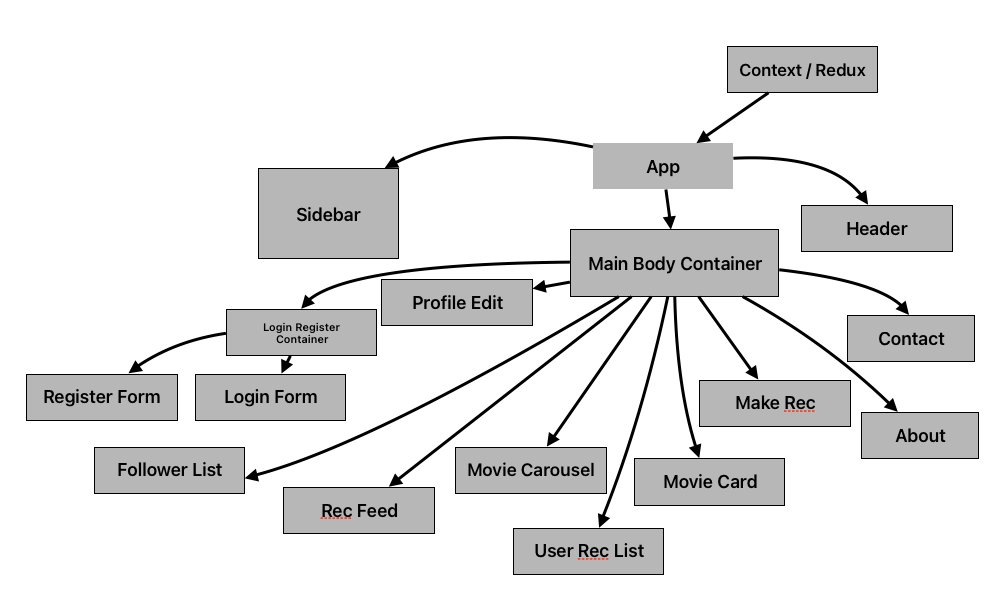 Context / Redux
App
Sidebar
Header
Main Body Container
Profile Edit
Login Register
Container
Contact
Register Form
Login Form
Make Rec
About
Follower List
Movie Carousel
Movie Card
Rec Feed
User Rec List